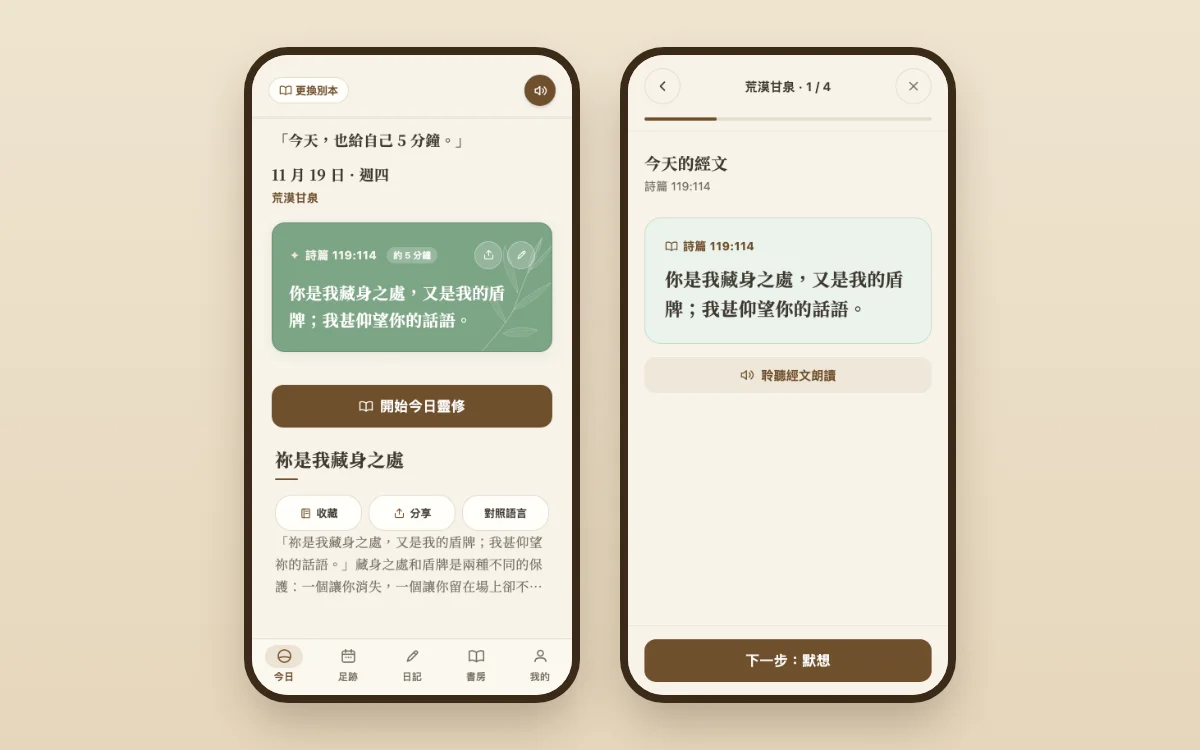 更換別本
「今天，也給自己 5 分鐘。」
11 月 19 日 · 週四
荒漠甘泉
詩篇 119:114 約 5 分鐘
你是我藏身之處，又是我的盾
牌；我甚仰望你的話語。
開始今日靈修
祢是我藏身之處
收藏 分享 對照語言
「祢是我藏身之處，又是我的盾牌；我甚仰望
祢的話語。」藏身之處和盾牌是兩種不同的保
護：一個讓你消失，一個讓你留在場上卻不⋯
今日 足跡 日記 書房 我的
荒漠甘泉 · 1 / 4
今天的經文
詩篇 119:114
詩篇 119:114
你是我藏身之處，又是我的盾
牌；我甚仰望你的話語。
聆聽經文朗讀
下一步：默想